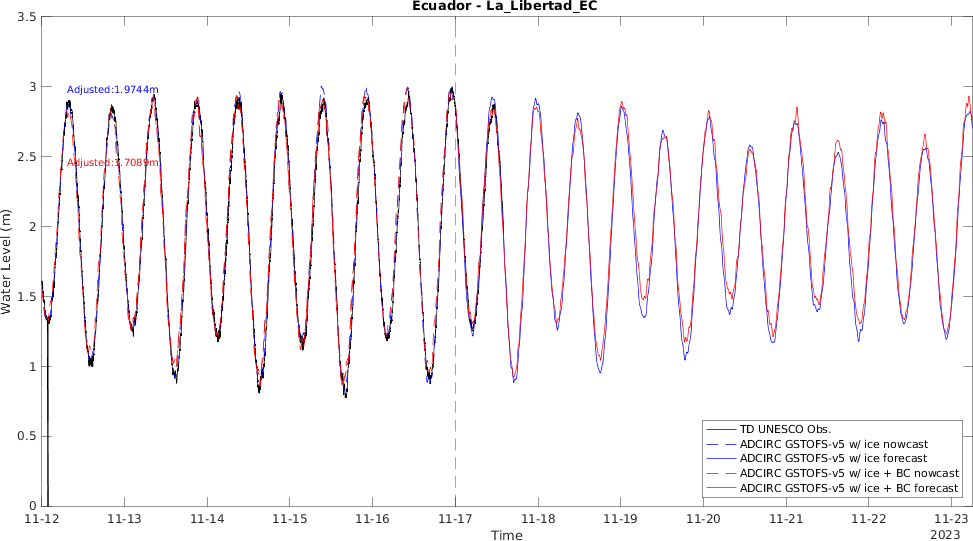 Ecuador - La_Libertad_EC
3.5
3
2.5
2
1.5
1
0.5
0
Water Level (m)
Adjusted:1.9744m
Adjusted:1.7089m
TD UNESCO Obs.
ADCIRC GSTOFS-v5 w/ ice nowcast
ADCIRC GSTOFS-v5 w/ ice forecast
ADCIRC GSTOFS-v5 w/ ice + BC nowcast
ADCIRC GSTOFS-v5 w/ ice + BC forecast
11-12 11-13 11-14 11-15 11-16 11-17 11-18 11-19 11-20 11-21 11-22 11-23
Time
2023